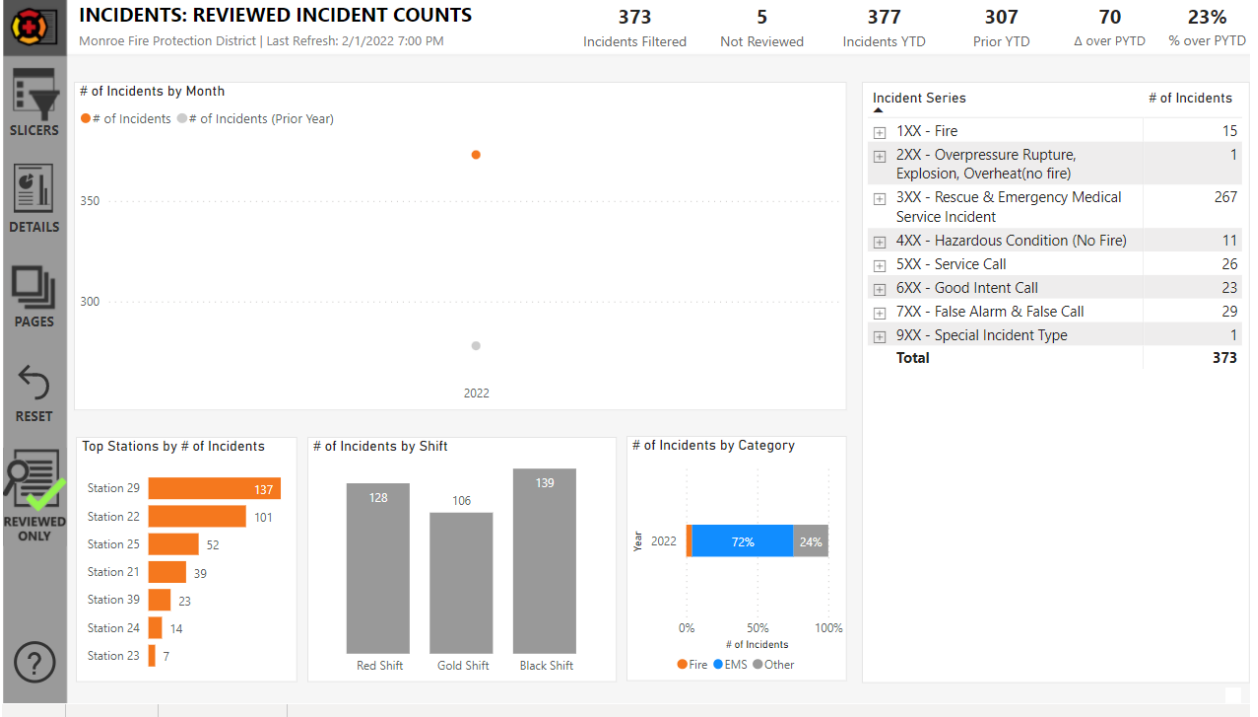 INCIDENTS: REVIEWED INCIDENT COUNTS
Monroe Fire Protection District | Last Refresh: 2/1/2022 7:00 PM
373
Incidents Filtered
5
Not Reviewed
377
Incidents YTD
307
Prior YTD
70
Δ over PYTD
23%
% over PYTD
SLICERS
DETAILS
PAGES
RESET
REVIEWED
ONLY
?
# of Incidents by Month
# of Incidents # of Incidents (Prior Year)
350
300
2022
Top Stations by # of Incidents
Station 29 137
Station 22 101
Station 25 52
Station 21 39
Station 39 23
Station 24 14
Station 23 7
# of Incidents by Shift
128 106 139
Red Shift Gold Shift Black Shift
# of Incidents by Category
Year
2022 72% 24%
0% 50% 100%
# of Incidents
Fire EMS Other
Incident Series # of Incidents
1XX - Fire 15
2XX - Overpressure Rupture, 1
Explosion, Overheat(no fire)
3XX - Rescue & Emergency Medical 267
Service Incident
4XX - Hazardous Condition (No Fire) 11
5XX - Service Call 26
6XX - Good Intent Call 23
7XX - False Alarm & False Call 29
9XX - Special Incident Type 1
Total 373